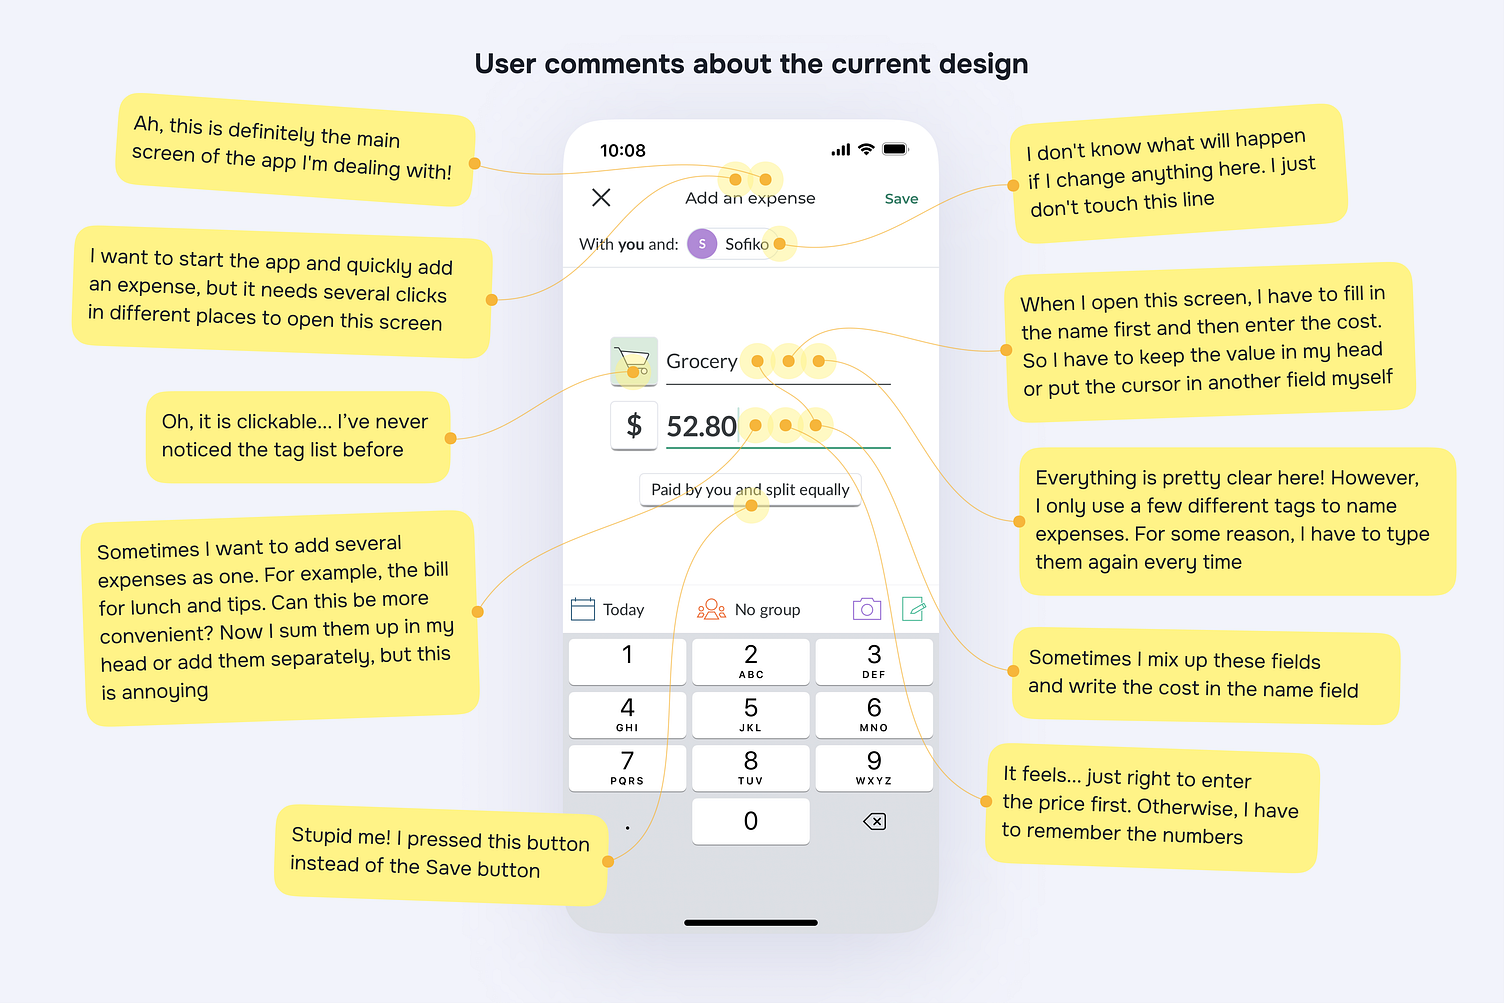 User comments about the current design
Ah, this is definitely the main
screen of the app I'm dealing with!
I want to start the app and quickly add
an expense, but it needs several clicks
in different places to open this screen
Oh, it is clickable... I've never
noticed the tag list before
Sometimes I want to add several
expenses as one. For example, the bill
for lunch and tips. Can this be more
convenient? Now I sum them up in my
head or add them separately, but this
is annoying
Stupid me! I pressed this button
instead of the Save button
10:08
Add an expense
Save
With you and:
S
Sofiko
Grocery
$
52.80
Paid by you and split equally
Today
No group
1
2
ABC
3
DEF
4
GHI
5
JKL
6
MNO
7
PQRS
8
TUV
9
WXYZ
.
0
I don't know what will happen
if I change anything here. I just
don't touch this line
When I open this screen, I have to fill in
the name first and then enter the cost.
So I have to keep the value in my head
or put the cursor in another field myself
Everything is pretty clear here! However,
I only use a few different tags to name
expenses. For some reason, I have to type
them again every time
Sometimes I mix up these fields
and write the cost in the name field
It feels... just right to enter
the price first. Otherwise, I have
to remember the numbers